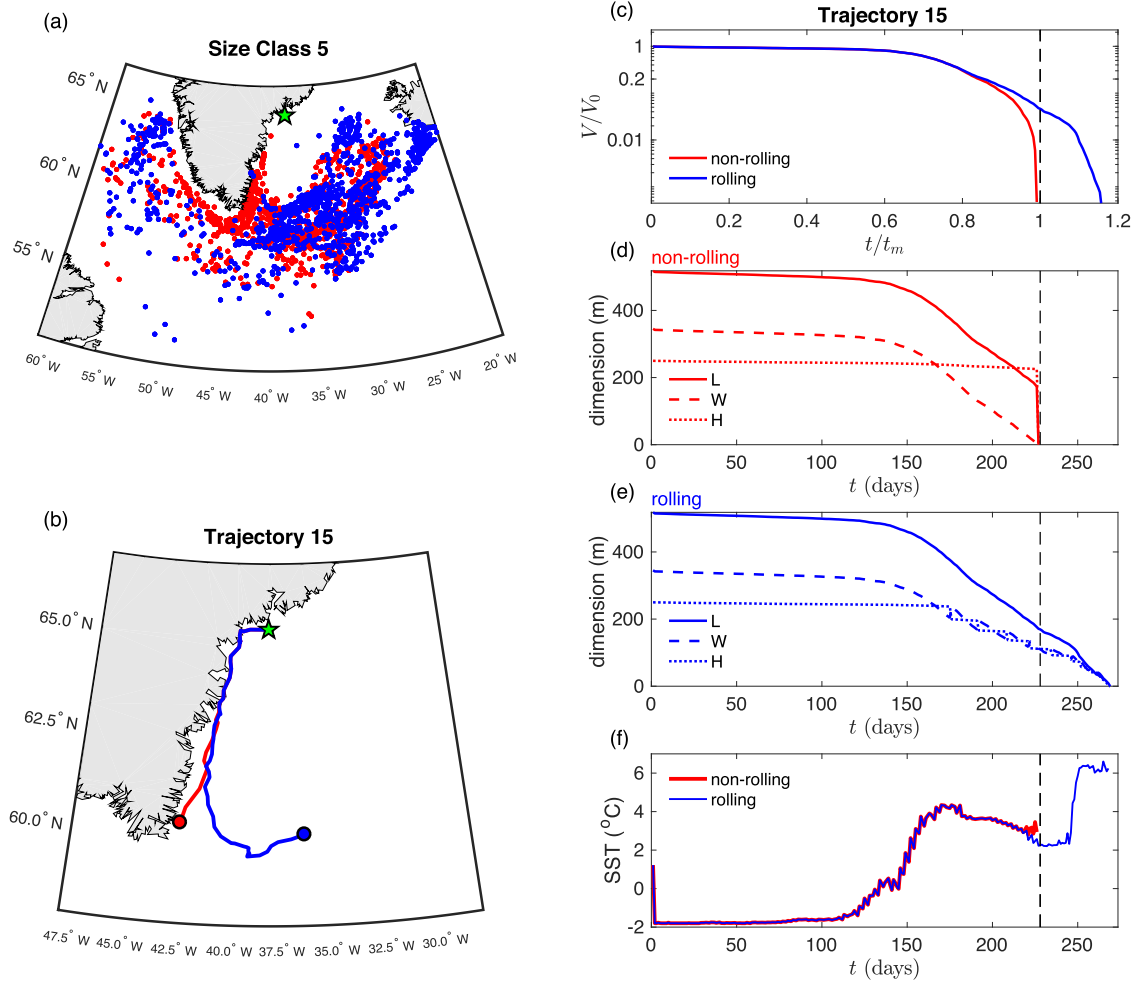 (a)
Size Class 5
65° N
60° N
55° N
60° W
55° W
50° W
45° W
40° W
35° W
30° W
25° W
20° W
(b)
Trajectory 15
65.0° N
62.5° N
60.0° N
47.5° W
45.0° W
42.5° W
40.0° W
37.5° W
35.0° W
32.5° W
30.0° W
(c)
Trajectory 15
V/V₀
1
0.2
0.01
non-rolling
rolling
0 0.2 0.4 0.6 0.8 1 1.2
t/tₘ
(d)
non-rolling
dimension (m)
400
200
0
L
W
H
0 50 100 150 200 250
t (days)
(e)
rolling
dimension (m)
400
200
0
L
W
H
0 50 100 150 200 250
t (days)
(f)
SST (°C)
6
4
2
0
-2
non-rolling
rolling
0 50 100 150 200 250
t (days)